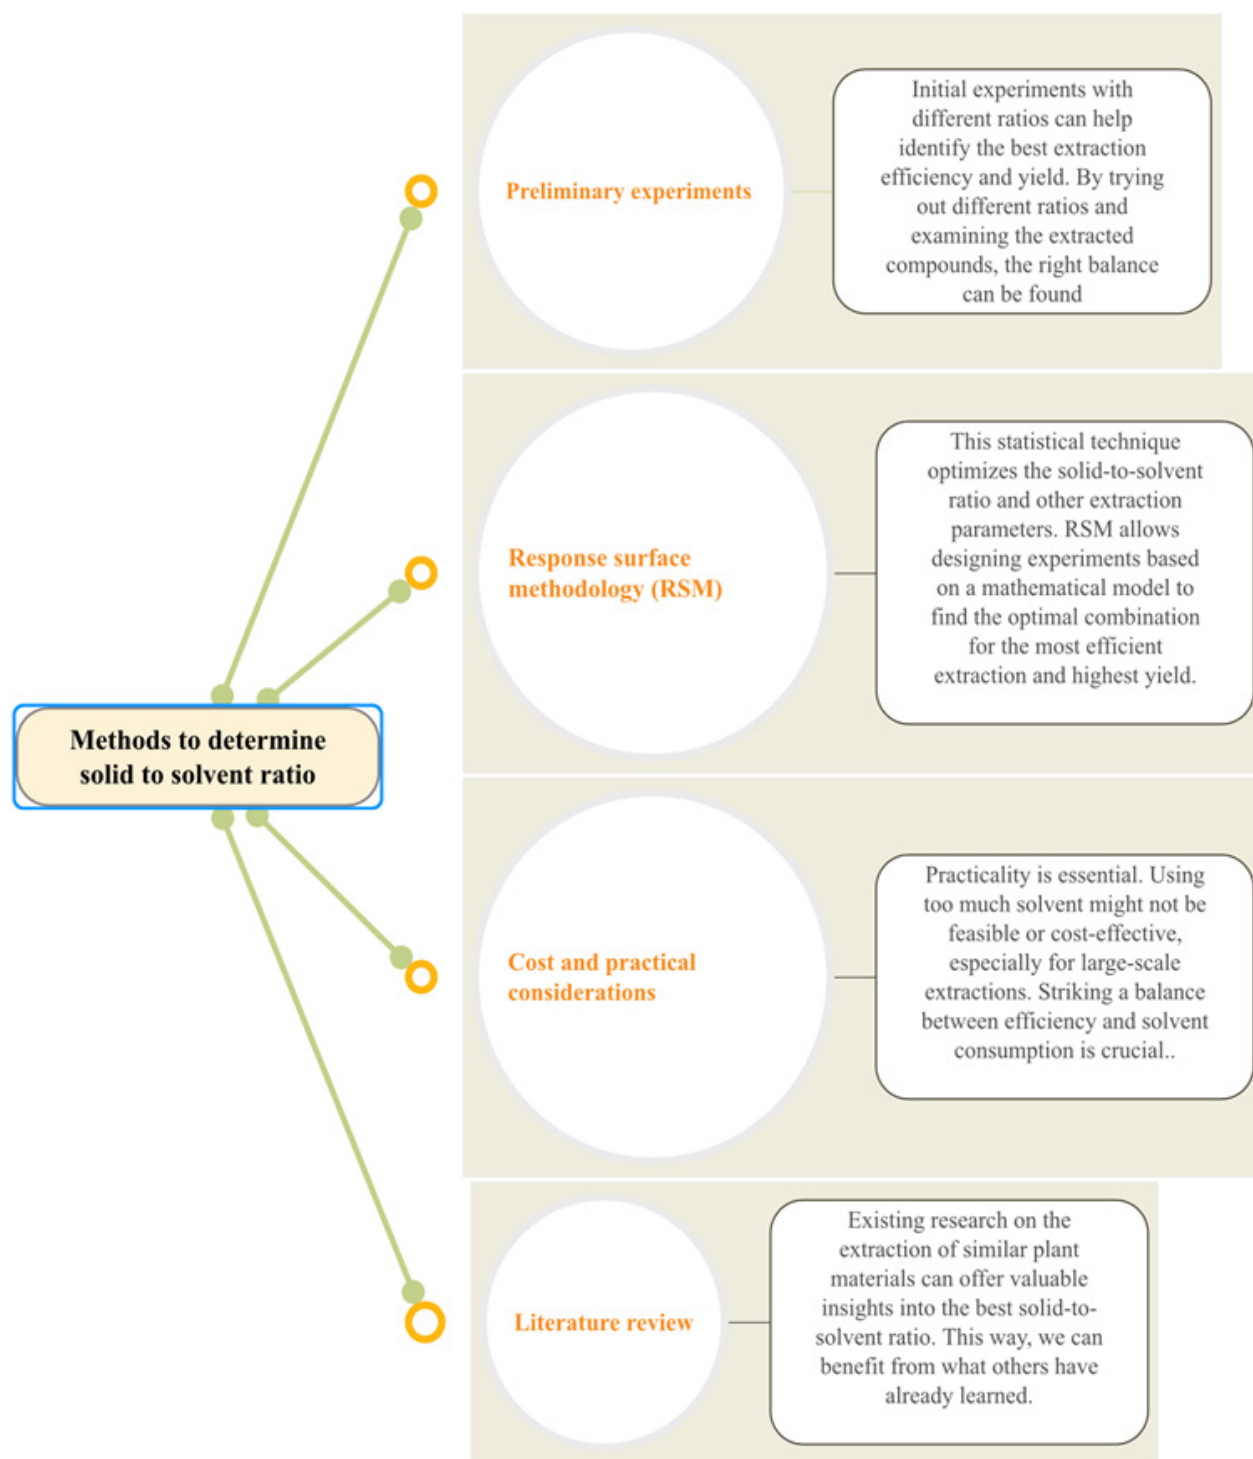 Preliminary experiments
Initial experiments with
different ratios can help
identify the best extraction
efficiency and yield. By trying
out different ratios and
examining the extracted
compounds, the right balance
can be found
Response surface
methodology (RSM)
This statistical technique
optimizes the solid-to-solvent
ratio and other extraction
parameters. RSM allows
designing experiments based
on a mathematical model to
find the optimal combination
for the most efficient
extraction and highest yield.
Methods to determine
solid to solvent ratio
Cost and practical
considerations
Practicality is essential. Using
too much solvent might not be
feasible or cost-effective,
especially for large-scale
extractions. Striking a balance
between efficiency and solvent
consumption is crucial..
Literature review
Existing research on the
extraction of similar plant
materials can offer valuable
insights into the best solid-to-
solvent ratio. This way, we can
benefit from what others have
already learned.